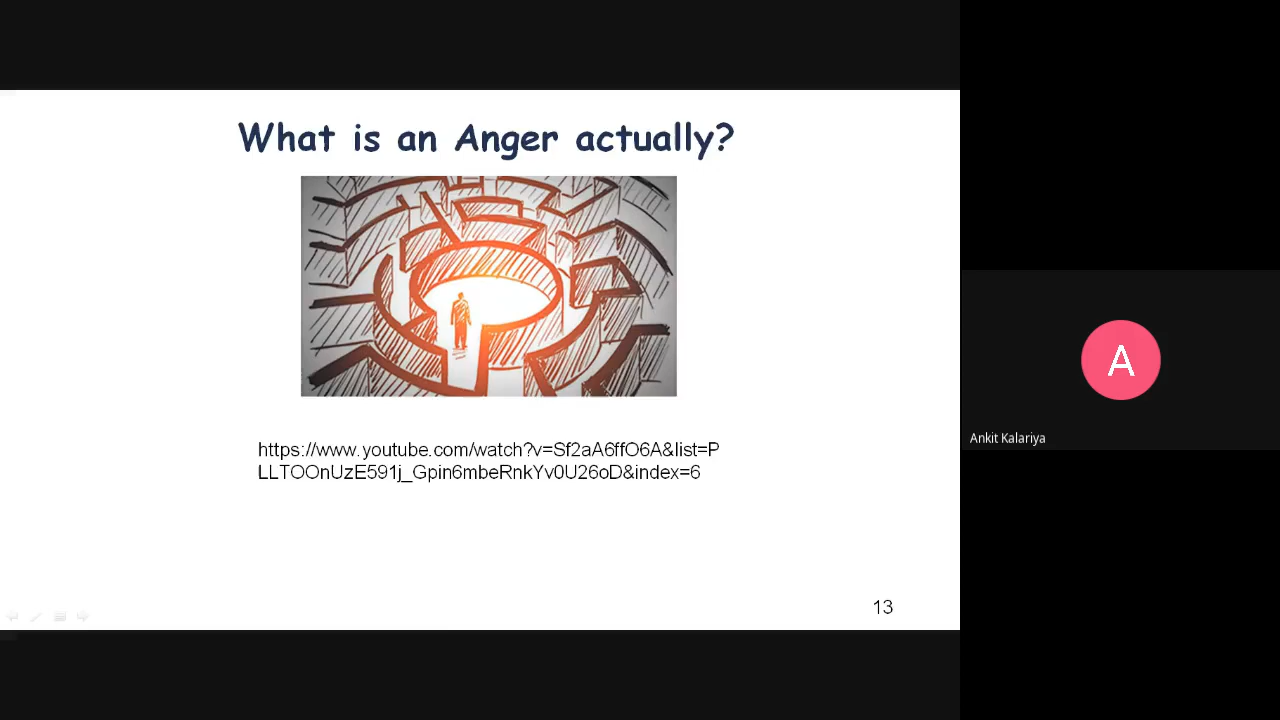 What is an Anger actually?
https://www.youtube.com/watch?v=Sf2aA6ffO6A&list=P
LLTOOnUzE591j_Gpin6mbeRnkYv0U26oD&index=6
13
A
Ankit Kalariya